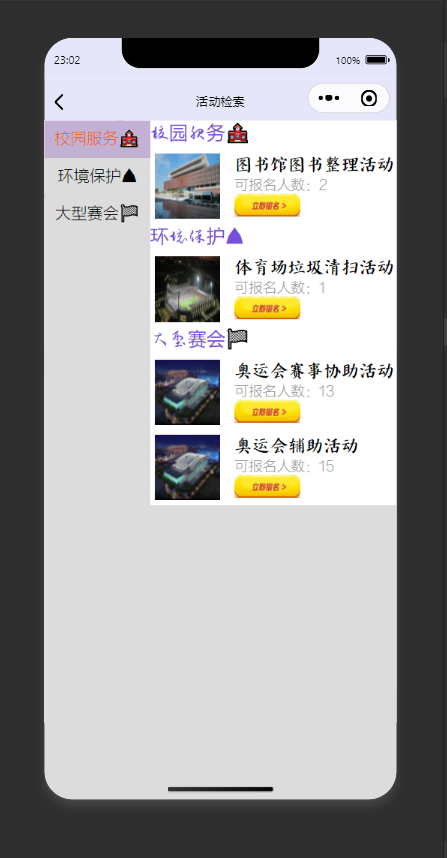 23:02
100%
活动检索
校园服务
环境保护
大型赛会
校园服务
图书馆图书整理活动
可报名人数：2
立即报名 >
环境保护
体育场垃圾清扫活动
可报名人数：1
立即报名 >
大型赛会
奥运会赛事协助活动
可报名人数：13
立即报名 >
奥运会辅助活动
可报名人数：15
立即报名 >